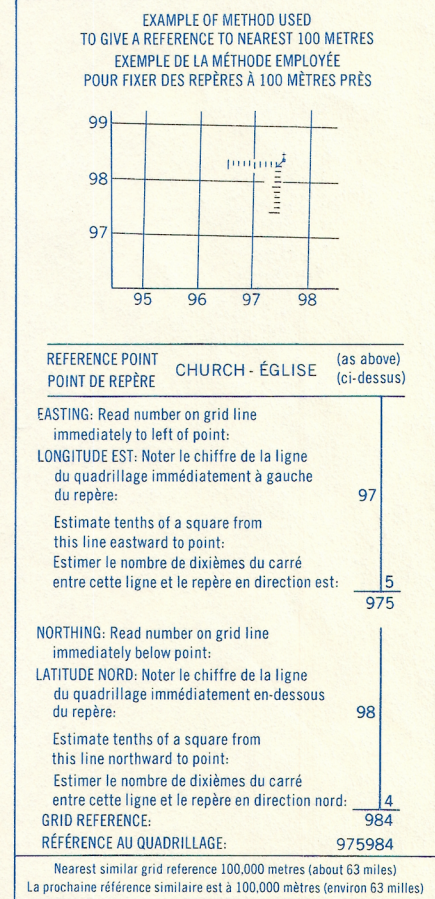 EXAMPLE OF METHOD USED
TO GIVE A REFERENCE TO NEAREST 100 METRES
EXEMPLE DE LA MÉTHODE EMPLOYÉE
POUR FIXER DES REPÈRES À 100 MÈTRES PRÈS
99
98
97
95 96 97 98
REFERENCE POINT
POINT DE REPÈRE
CHURCH - ÉGLISE
(as above)
(ci-dessus)
EASTING: Read number on grid line
immediately to left of point:
LONGITUDE EST: Noter le chiffre de la ligne
du quadrillage immédiatement à gauche
du repère: 97
Estimate tenths of a square from
this line eastward to point:
Estimer le nombre de dixièmes du carré
entre cette ligne et le repère en direction est: 5
975
NORTHING: Read number on grid line
immediately below point:
LATITUDE NORD: Noter le chiffre de la ligne
du quadrillage immédiatement en-dessous
du repère: 98
Estimate tenths of a square from
this line northward to point:
Estimer le nombre de dixièmes du carré
entre cette ligne et le repère en direction nord: 4
GRID REFERENCE: 984
RÉFÉRENCE AU QUADRILLAGE: 975984
Nearest similar grid reference 100,000 metres (about 63 miles)
La prochaine référence similaire est à 100,000 mètres (environ 63 milles)